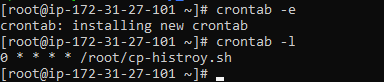 [root@ip-172-31-27-101 ~]# crontab -e
crontab: installing new crontab
[root@ip-172-31-27-101 ~]# crontab -l
0 * * * * /root/cp-histroy.sh
[root@ip-172-31-27-101 ~]#